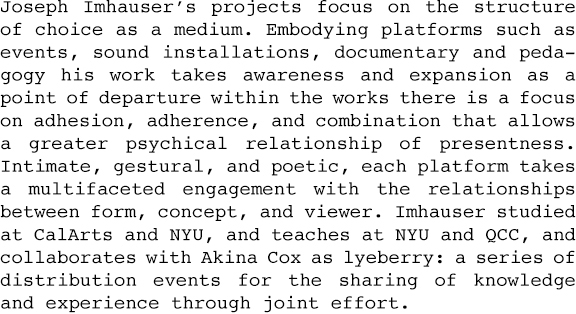 Joseph Imhauser's projects focus on the structure
of choice as a medium. Embodying platforms such as
events, sound installations, documentary and peda-
gogy his work takes awareness and expansion as a
point of departure within the works there is a focus
on adhesion, adherence, and combination that allows
a greater psychical relationship of presentness.
Intimate, gestural, and poetic, each platform takes
a multifaceted engagement with the relationships
between form, concept, and viewer. Imhauser studied
at CalArts and NYU, and teaches at NYU and QCC, and
collaborates with Akina Cox as lyeberry: a series of
distribution events for the sharing of knowledge
and experience through joint effort.